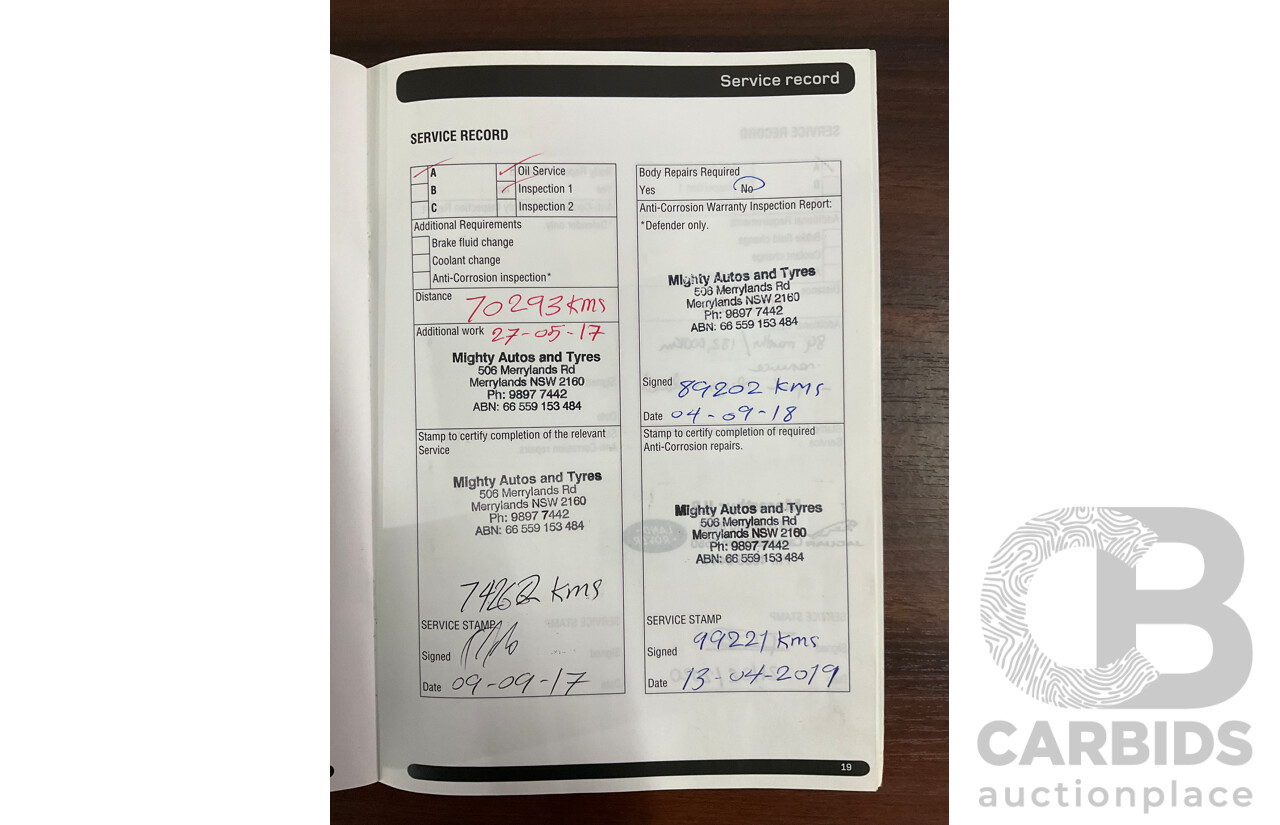 Service record
SERVICE RECORD
A
Oil Service
B
Inspection 1
C
Inspection 2
Additional Requirements
Brake fluid change
Coolant change
Anti-Corrosion inspection*
Distance 70293 kms
Additional work 27-05-17
Mighty Autos and Tyres
506 Merrylands Rd
Merrylands NSW 2160
Ph: 9897 7442
ABN: 66 559 153 484
Stamp to certify completion of the relevant
Service
Mighty Autos and Tyres
506 Merrylands Rd
Merrylands NSW 2160
Ph: 9897 7442
ABN: 66 559 153 484
kms
SERVICE STAMP
Signed
Date 09-09-17
Body Repairs Required
Yes No
Anti-Corrosion Warranty Inspection Report:
*Defender only.
Mighty Autos and Tyres
506 Merrylands Rd
Merrylands NSW 2160
Ph: 9897 7442
ABN: 66 559 153 484
Signed 89202 kms
Date 04-09-18
Stamp to certify completion of required
Anti-Corrosion repairs.
Mighty Autos and Tyres
506 Merrylands Rd
Merrylands NSW 2160
Ph: 9897 7442
ABN: 66 559 153 484
SERVICE STAMP
Signed 99221 kms
Date 13-04-2019
19
CB
CARBIDS
auctionplace